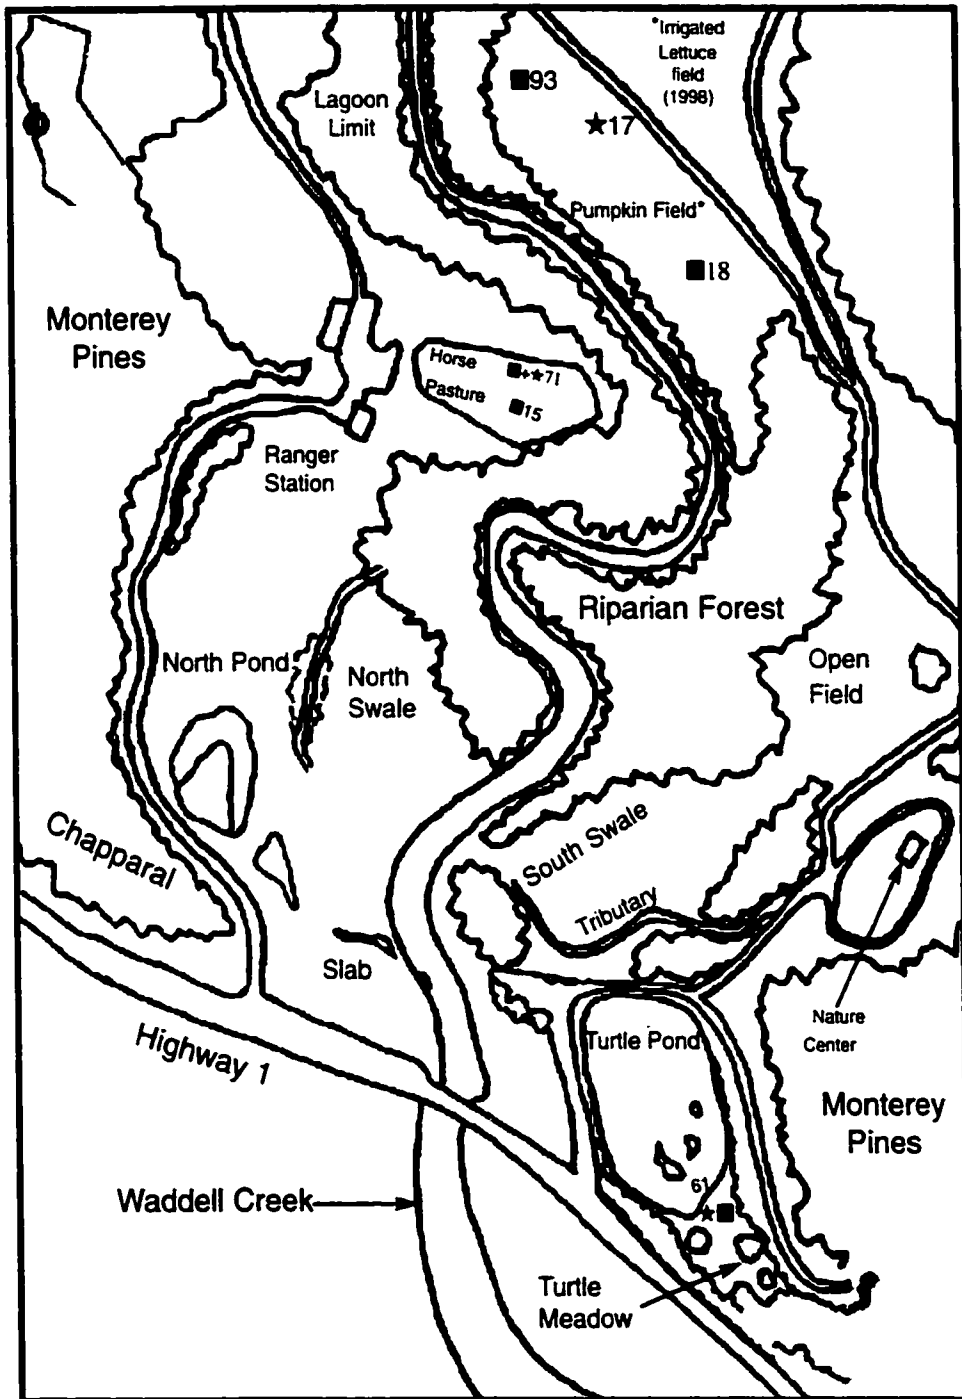 *Irrigated
Lettuce
field
(1998)
93
Lagoon
Limit
17
Pumpkin Field*
18
Monterey
Pines
Horse
+ 71
Pasture
15
Ranger
Station
Riparian Forest
North Pond
North
Swale
Open
Field
South Swale
Chapparal
Tributary
Slab
Nature
Center
Highway 1
Turtle Pond
Monterey
Pines
61
Waddell Creek
Turtle
Meadow